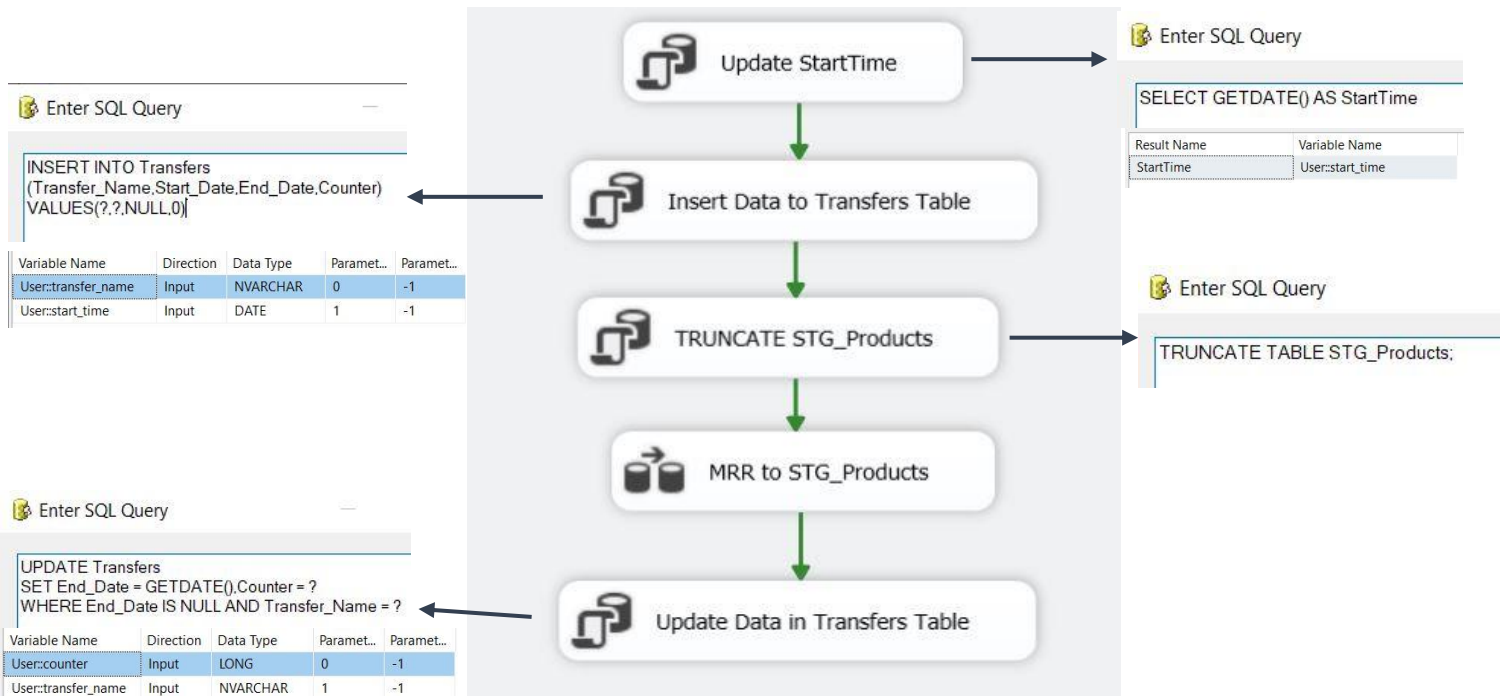 Update StartTime
Enter SQL Query
SELECT GETDATE() AS StartTime
Result Name Variable Name
StartTime User::start_time
Enter SQL Query
INSERT INTO Transfers
(Transfer_Name,Start_Date,End_Date,Counter)
VALUES(?,?,NULL,0)
Variable Name Direction Data Type Paramet... Paramet...
User::transfer_name Input NVARCHAR 0 -1
User::start_time Input DATE 1 -1
Insert Data to Transfers Table
TRUNCATE STG_Products
Enter SQL Query
TRUNCATE TABLE STG_Products;
MRR to STG_Products
Enter SQL Query
UPDATE Transfers
SET End_Date = GETDATE(),Counter = ?
WHERE End_Date IS NULL AND Transfer_Name = ?
Variable Name Direction Data Type Paramet... Paramet...
User::counter Input LONG 0 -1
User::transfer_name Input NVARCHAR 1 -1
Update Data in Transfers Table